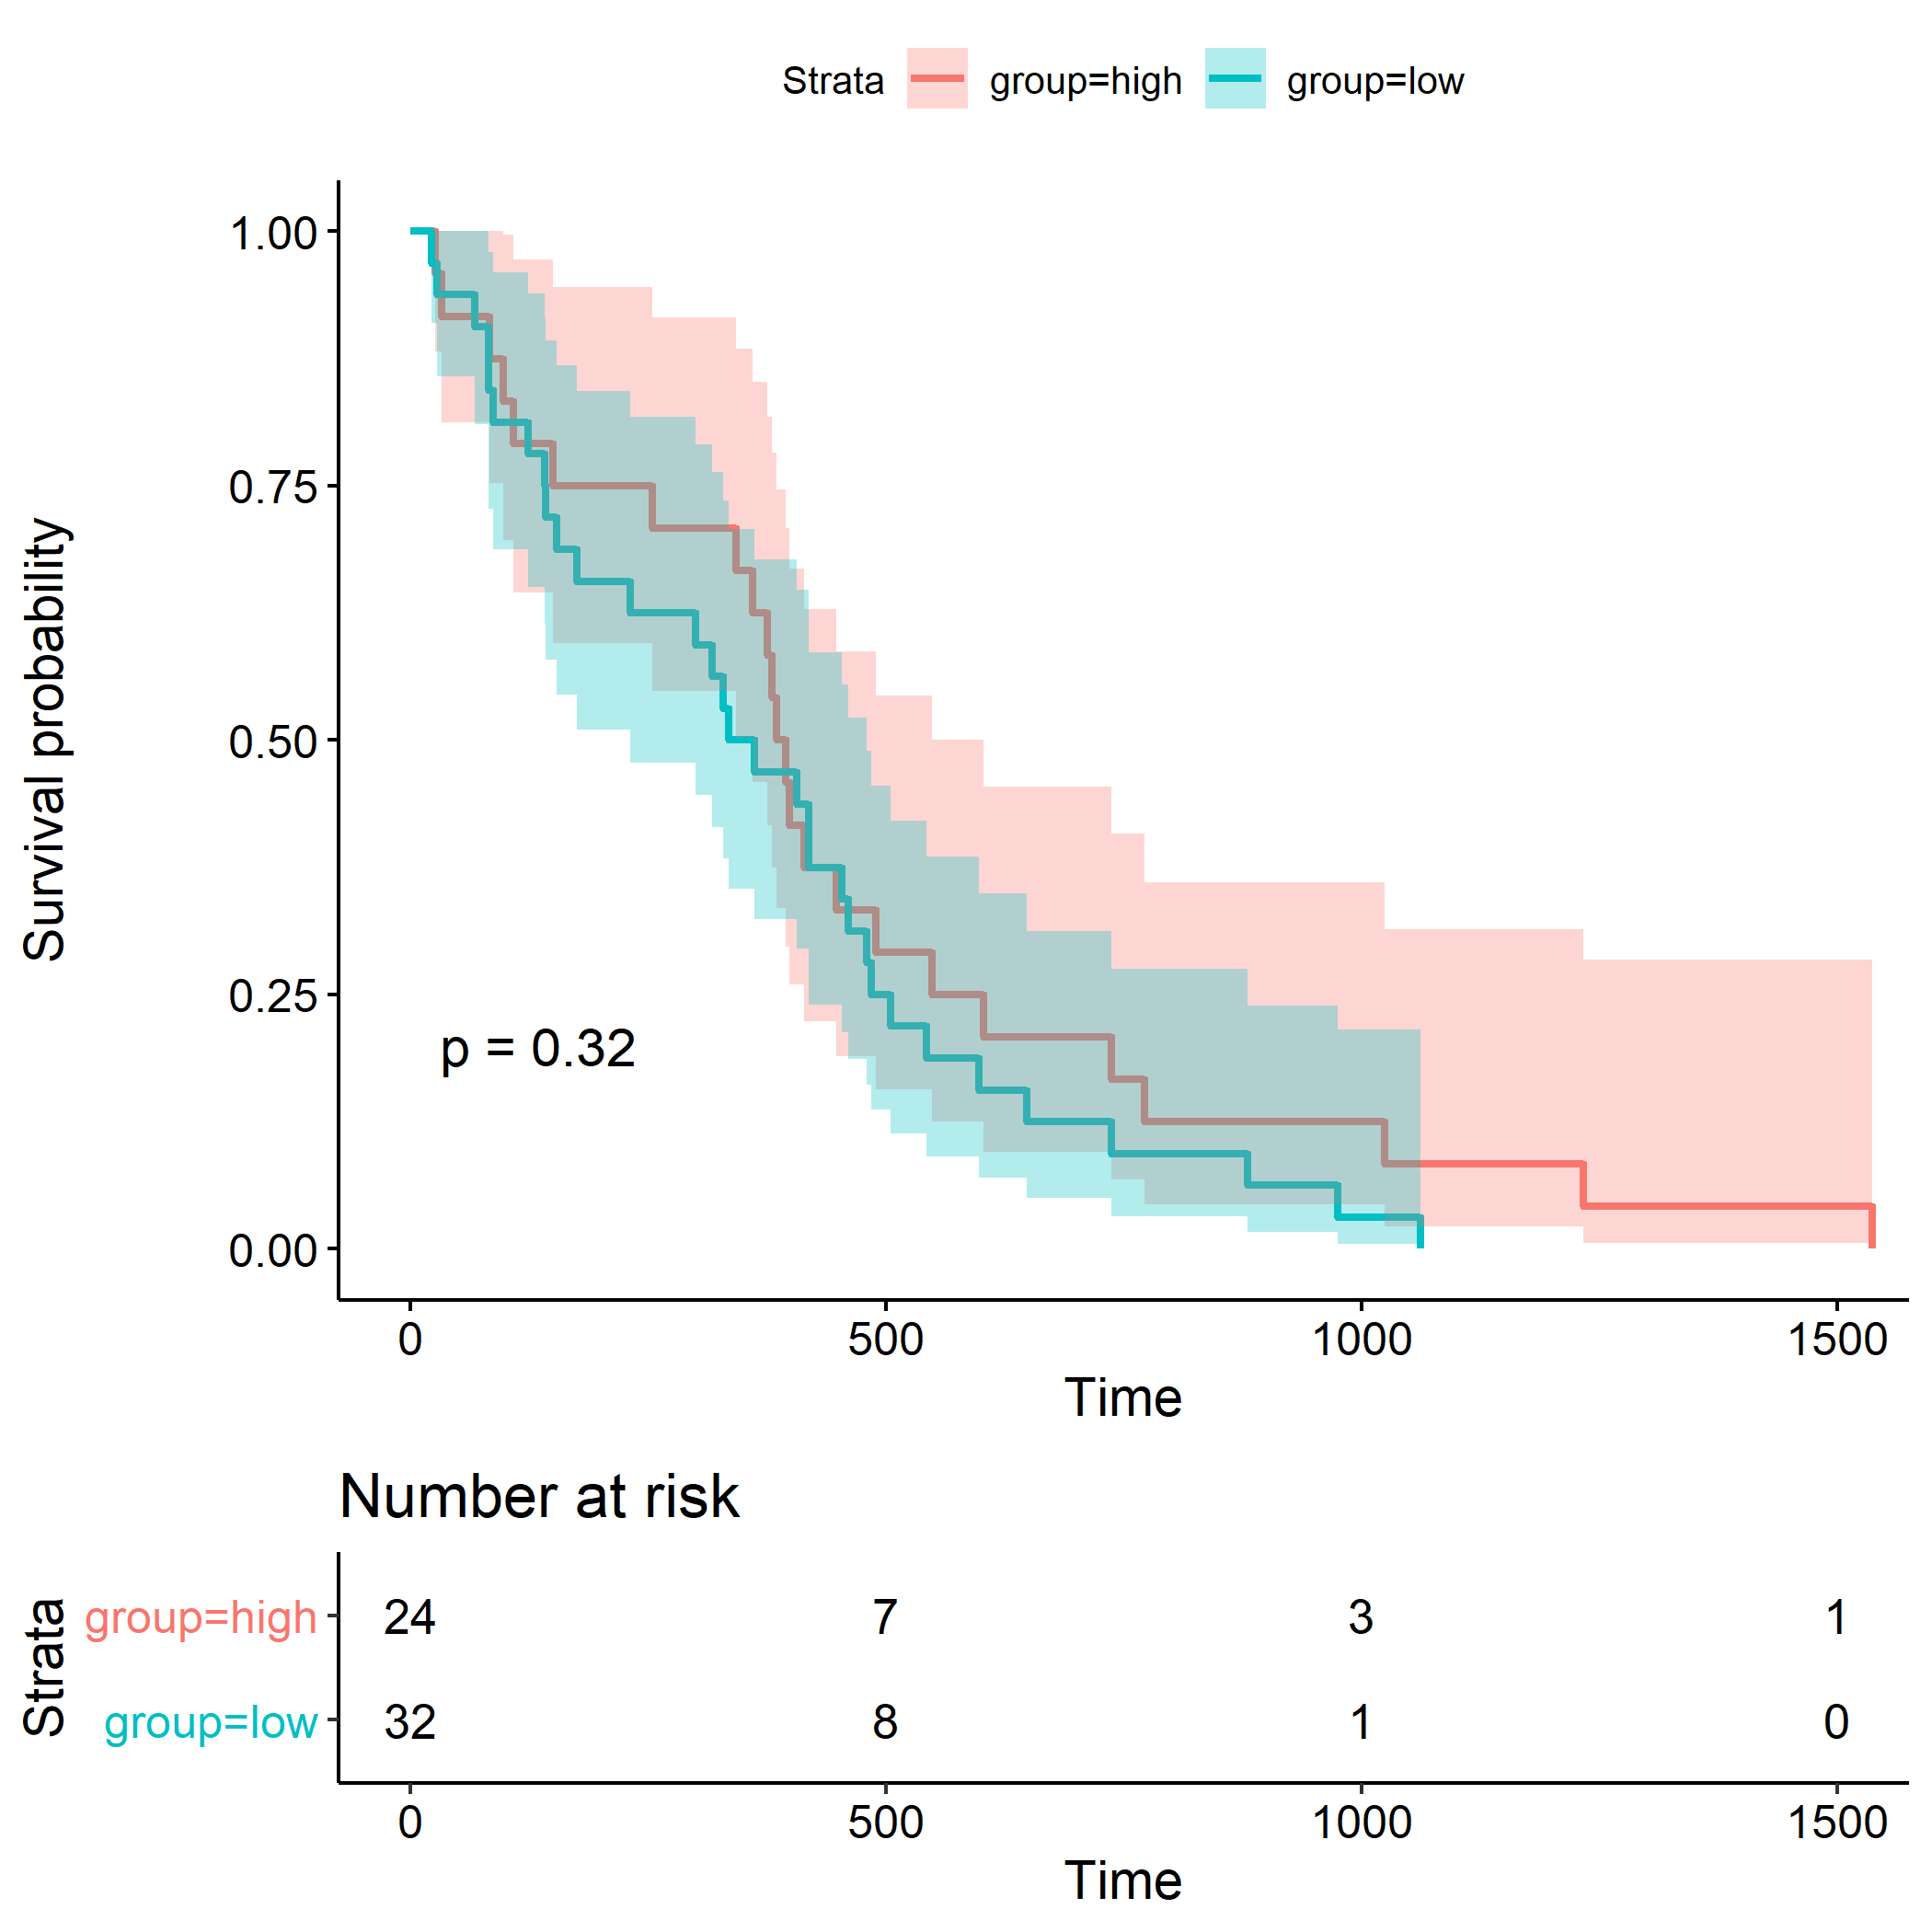 Strata group=high group=low
1.00
0.75
0.50
0.25
0.00
Survival probability
p = 0.32
0 500 1000 1500
Time
Number at risk
Strata
group=high 24 7 3 1
group=low 32 8 1 0
0 500 1000 1500
Time